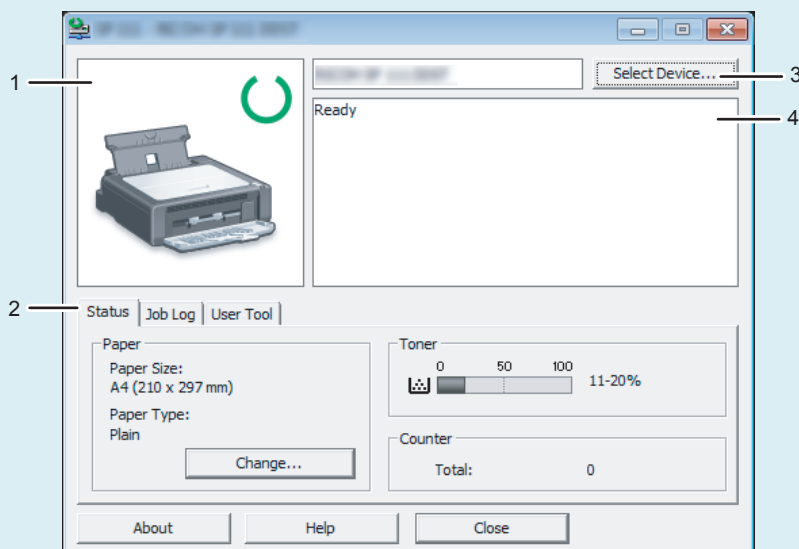 1
Select Device...
3
Ready
4
2
Status
Job Log
User Tool
Paper
Paper Size:
A4 (210 x 297 mm)
Paper Type:
Plain
Change...
Toner
0 50 100
11-20%
Counter
Total: 0
About
Help
Close